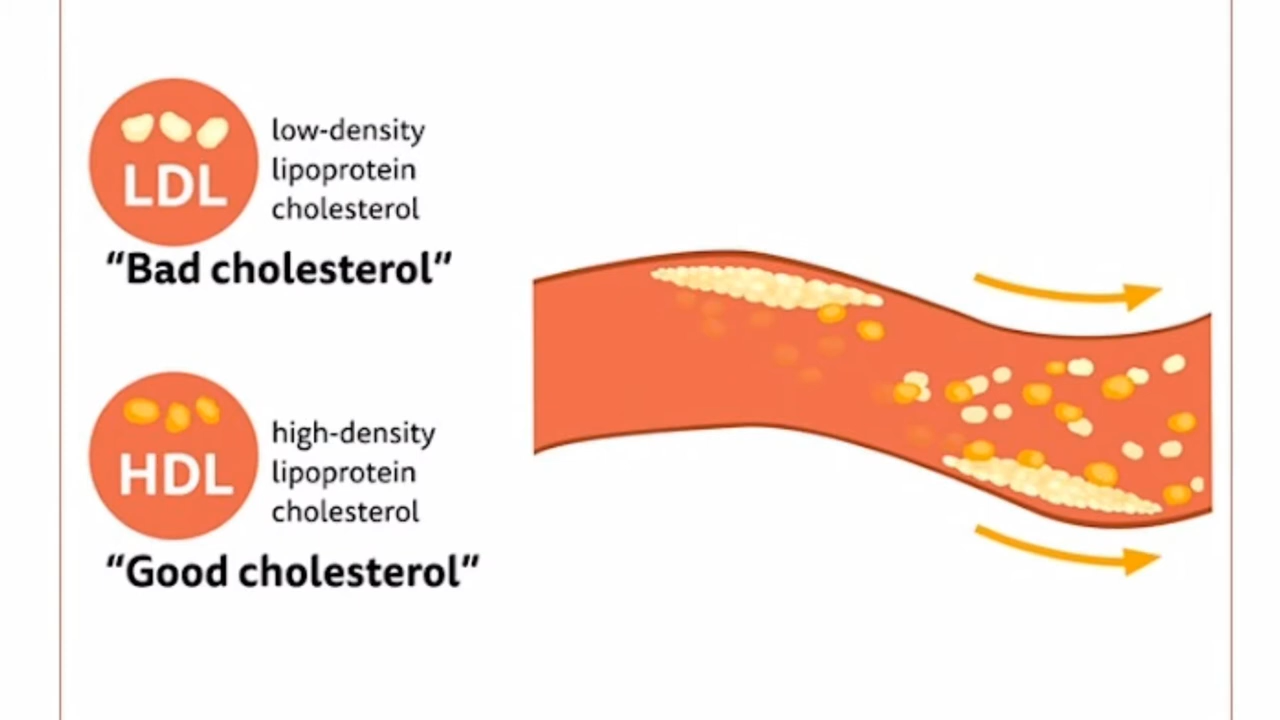 LDL
low-density
lipoprotein
cholesterol
“Bad cholesterol”
HDL
high-density
lipoprotein
cholesterol
“Good cholesterol”